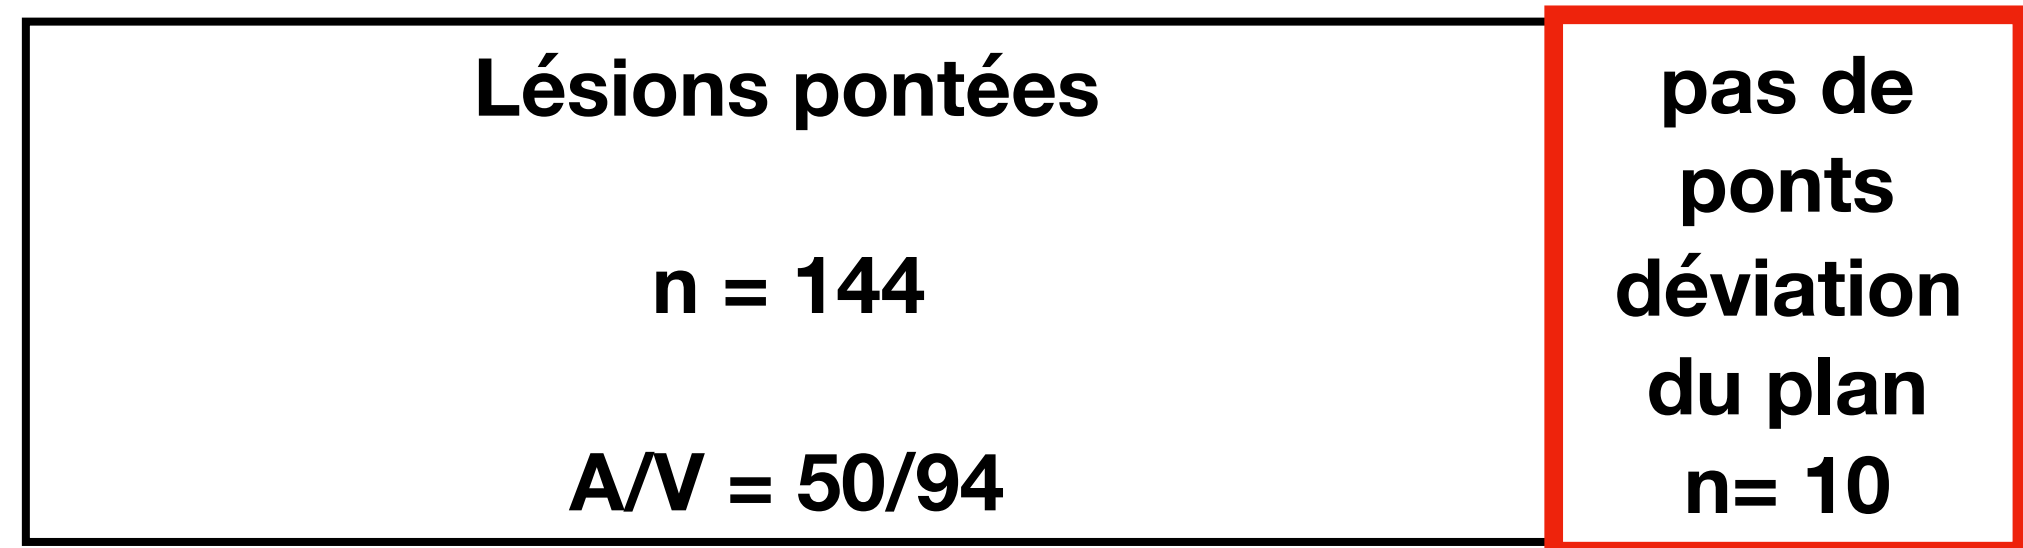 Lésions pontées
n = 144
A/V = 50/94
pas de
ponts
déviation
du plan
n= 10